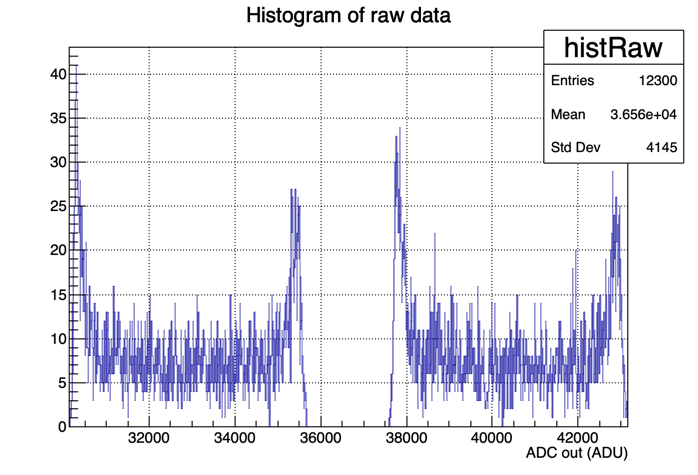 Histogram of raw data
histRaw
Entries 12300
Mean 3.656e+04
Std Dev 4145
40
35
30
25
20
15
10
5
0
32000 34000 36000 38000 40000 42000
ADC out (ADU)